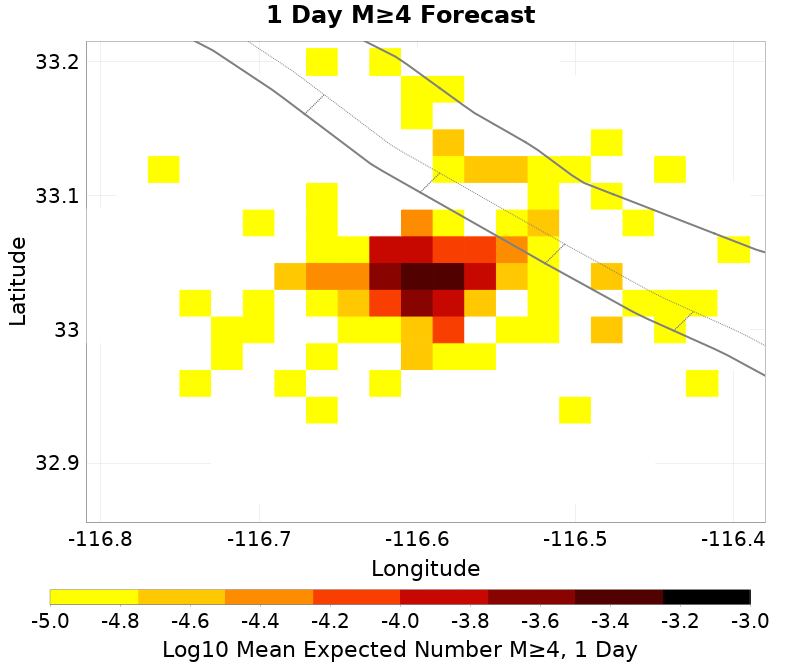 1 Day M≥4 Forecast
33.2
33.1
33
32.9
Latitude
-116.8 -116.7 -116.6 -116.5 -116.4
Longitude
-5.0 -4.8 -4.6 -4.4 -4.2 -4.0 -3.8 -3.6 -3.4 -3.2 -3.0
Log10 Mean Expected Number M≥4, 1 Day